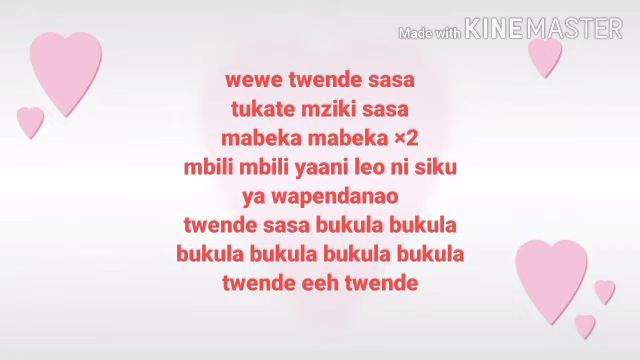 Made with KINEMASTER
wewe twende sasa
tukate mziki sasa
mabeka mabeka ×2
mbili mbili yaani leo ni siku
ya wapendanao
twende sasa bukula bukula
bukula bukula bukula bukula
twende eeh twende